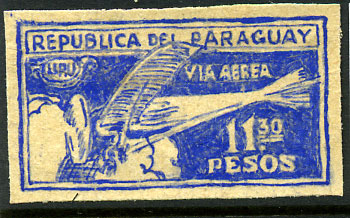 REPUBLICA DEL PARAGUAY
VIA AEREA
11.30
PESOS